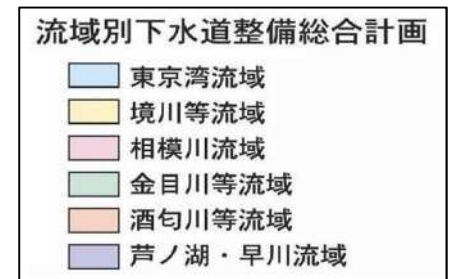 流域別下水道整備総合計画
東京湾流域
境川等流域
相模川流域
金目川等流域
酒匂川等流域
芦ノ湖・早川流域